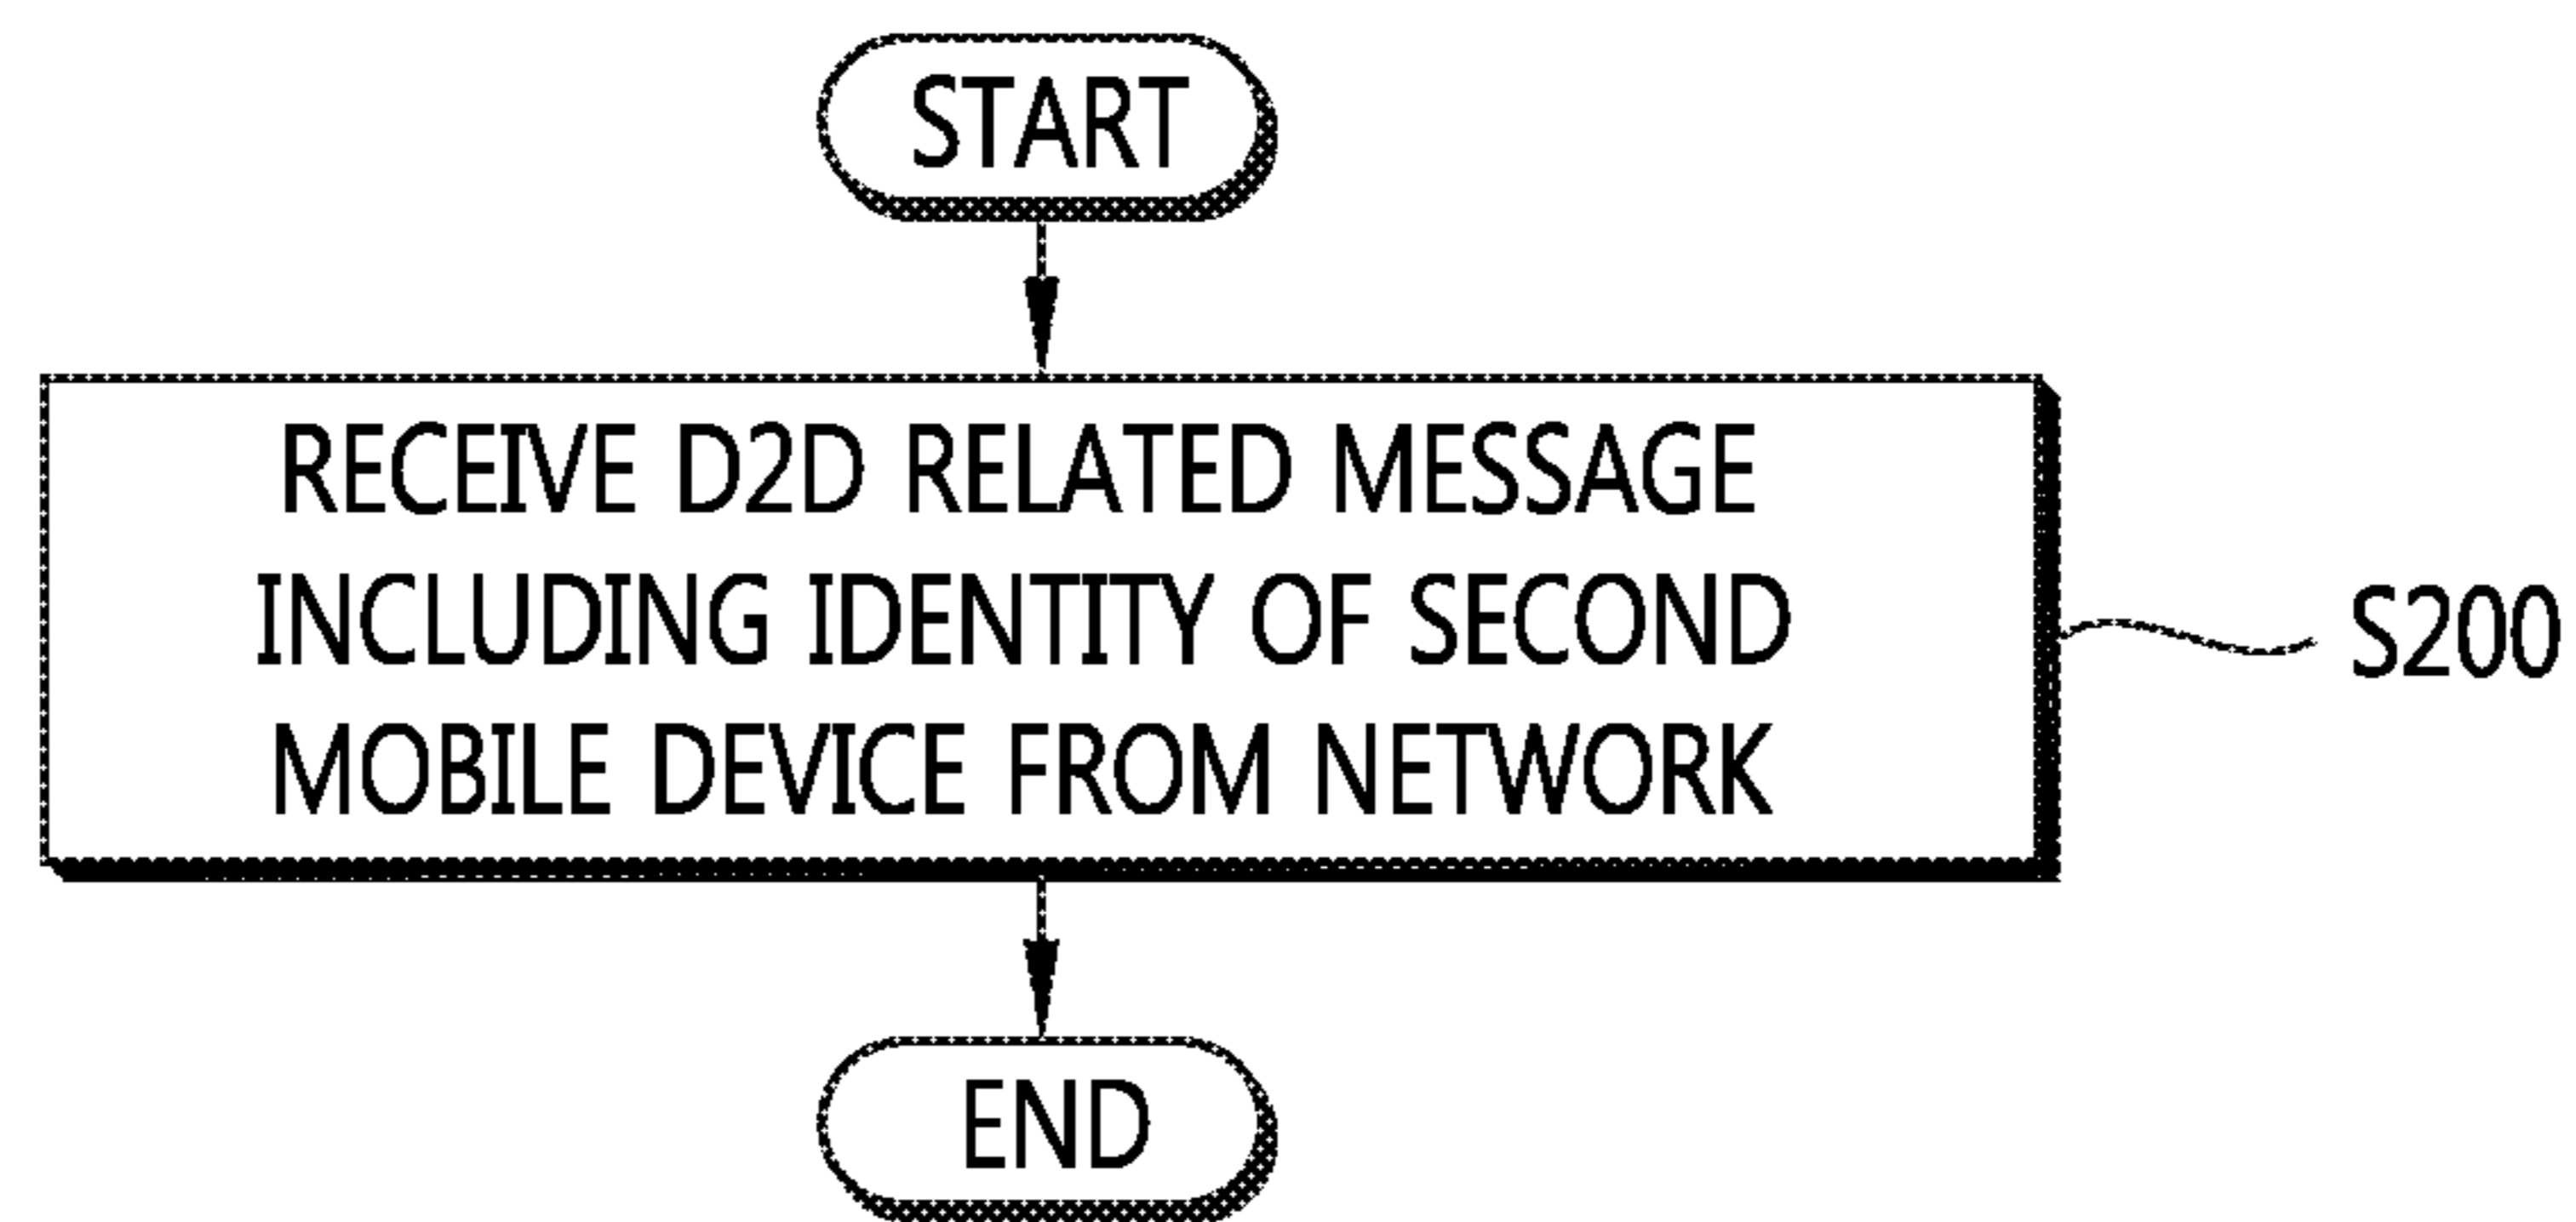 START
RECEIVE D2D RELATED MESSAGE
INCLUDING IDENTITY OF SECOND
MOBILE DEVICE FROM NETWORK
S200
END